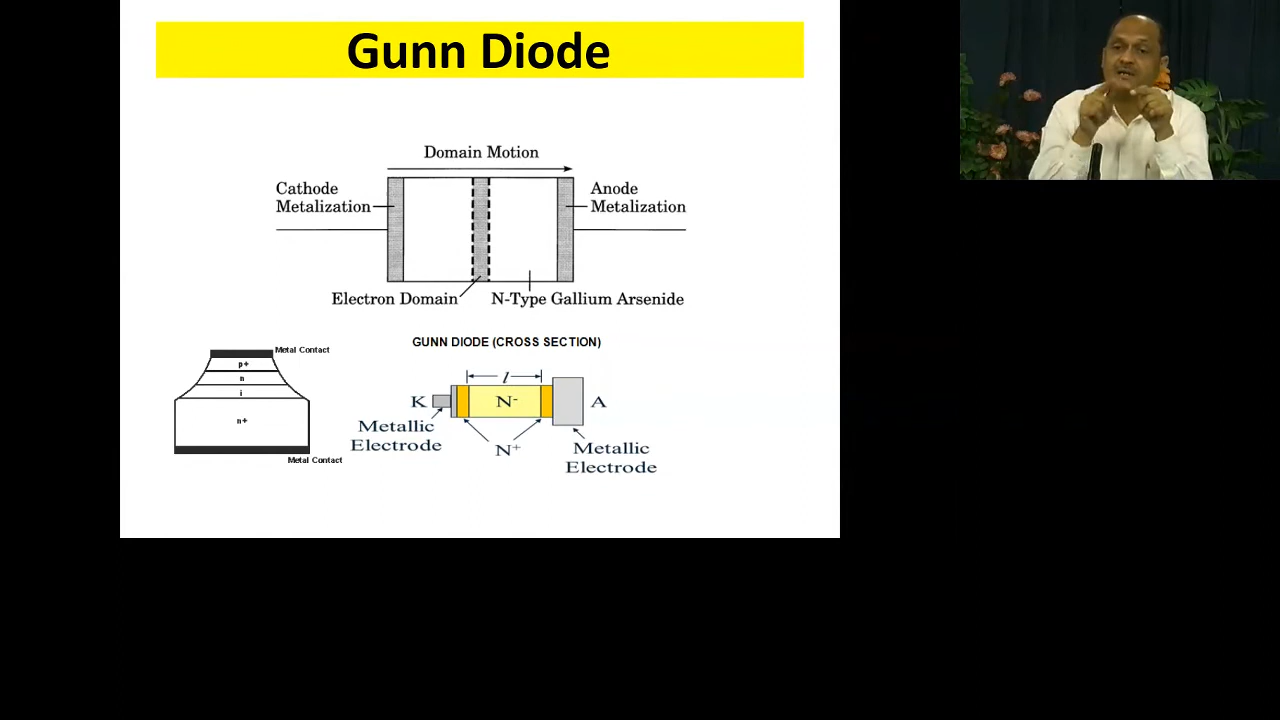 Gunn Diode
Domain Motion
Cathode
Metalization
Anode
Metalization
Electron Domain
N-Type Gallium Arsenide
GUNN DIODE (CROSS SECTION)
Metal Contact
p+
n
i
n+
Metal Contact
l
K
N-
A
Metallic
Electrode
N+
Metallic
Electrode